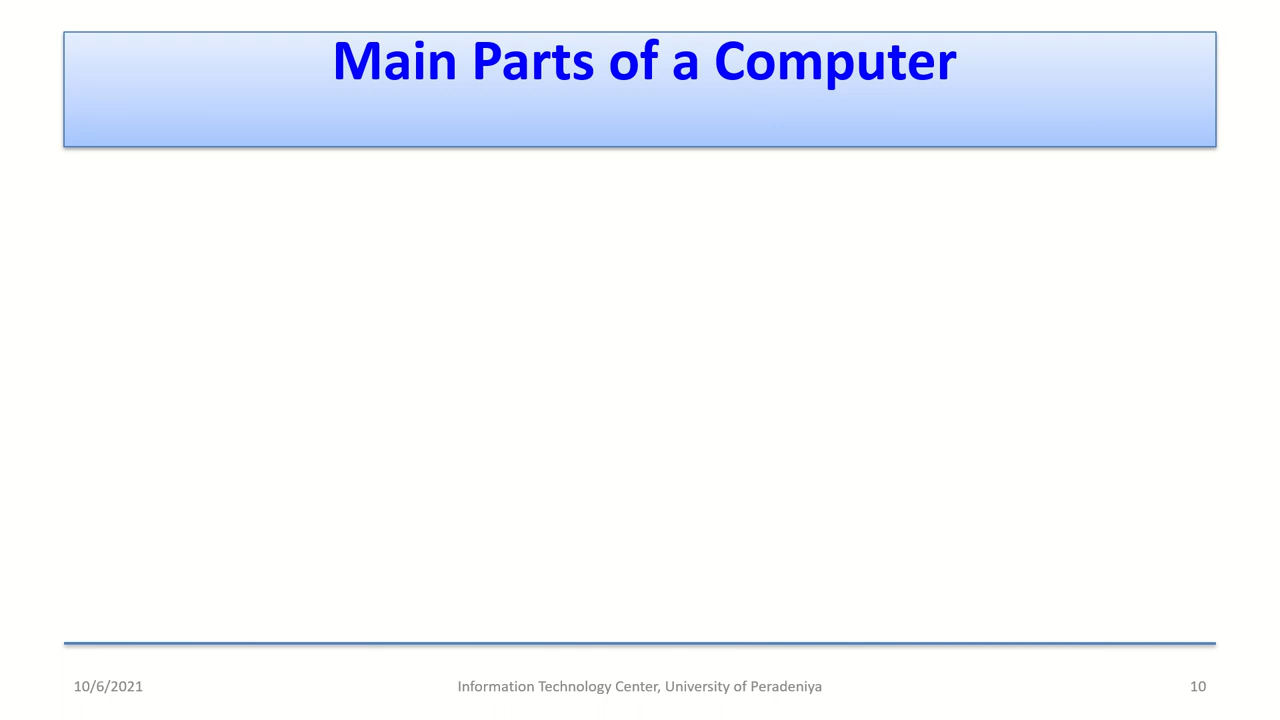 Main Parts of a Computer
10/6/2021
Information Technology Center, University of Peradeniya
10